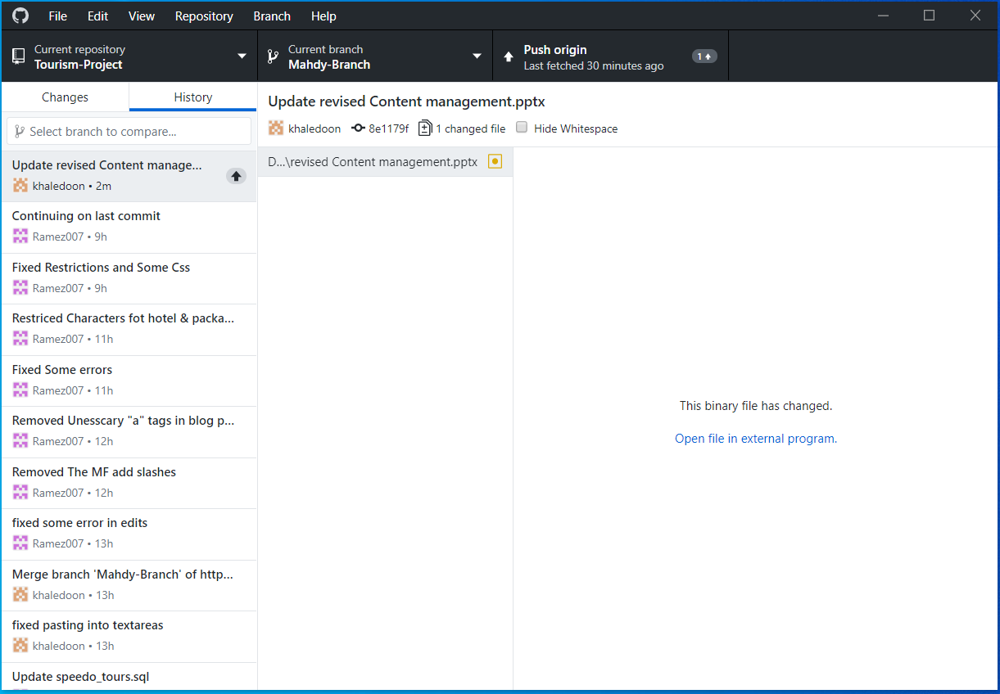 File Edit View Repository Branch Help
Current repository
Tourism-Project
Current branch
Mahdy-Branch
Push origin
Last fetched 30 minutes ago
1
Changes
History
Select branch to compare...
Update revised Content manage...
khaledoon • 2m
Continuing on last commit
Ramez007 • 9h
Fixed Restrictions and Some Css
Ramez007 • 9h
Restriced Characters fot hotel & packa...
Ramez007 • 11h
Fixed Some errors
Ramez007 • 11h
Removed Unesscary "a" tags in blog p...
Ramez007 • 12h
Removed The MF add slashes
Ramez007 • 12h
fixed some error in edits
Ramez007 • 13h
Merge branch 'Mahdy-Branch' of http...
khaledoon • 13h
fixed pasting into textareas
khaledoon • 13h
Update speedo_tours.sql
Update revised Content management.pptx
khaledoon 8e1179f 1 changed file Hide Whitespace
D...\revised Content management.pptx
This binary file has changed.
Open file in external program.